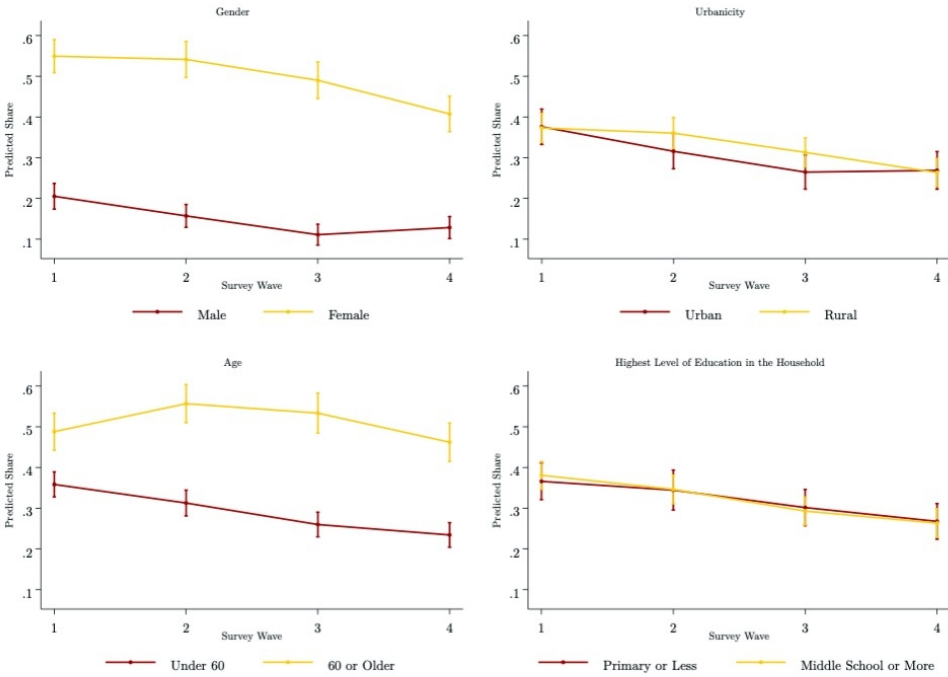 Gender
Predicted Share
.6
.5
.4
.3
.2
.1
1 2 3 4
Survey Wave
Male Female
Urbanicity
Predicted Share
.6
.5
.4
.3
.2
.1
1 2 3 4
Survey Wave
Urban Rural
Age
Predicted Share
.6
.5
.4
.3
.2
.1
1 2 3 4
Survey Wave
Under 60 60 or Older
Highest Level of Education in the Household
Predicted Share
.6
.5
.4
.3
.2
.1
1 2 3 4
Survey Wave
Primary or Less Middle School or More